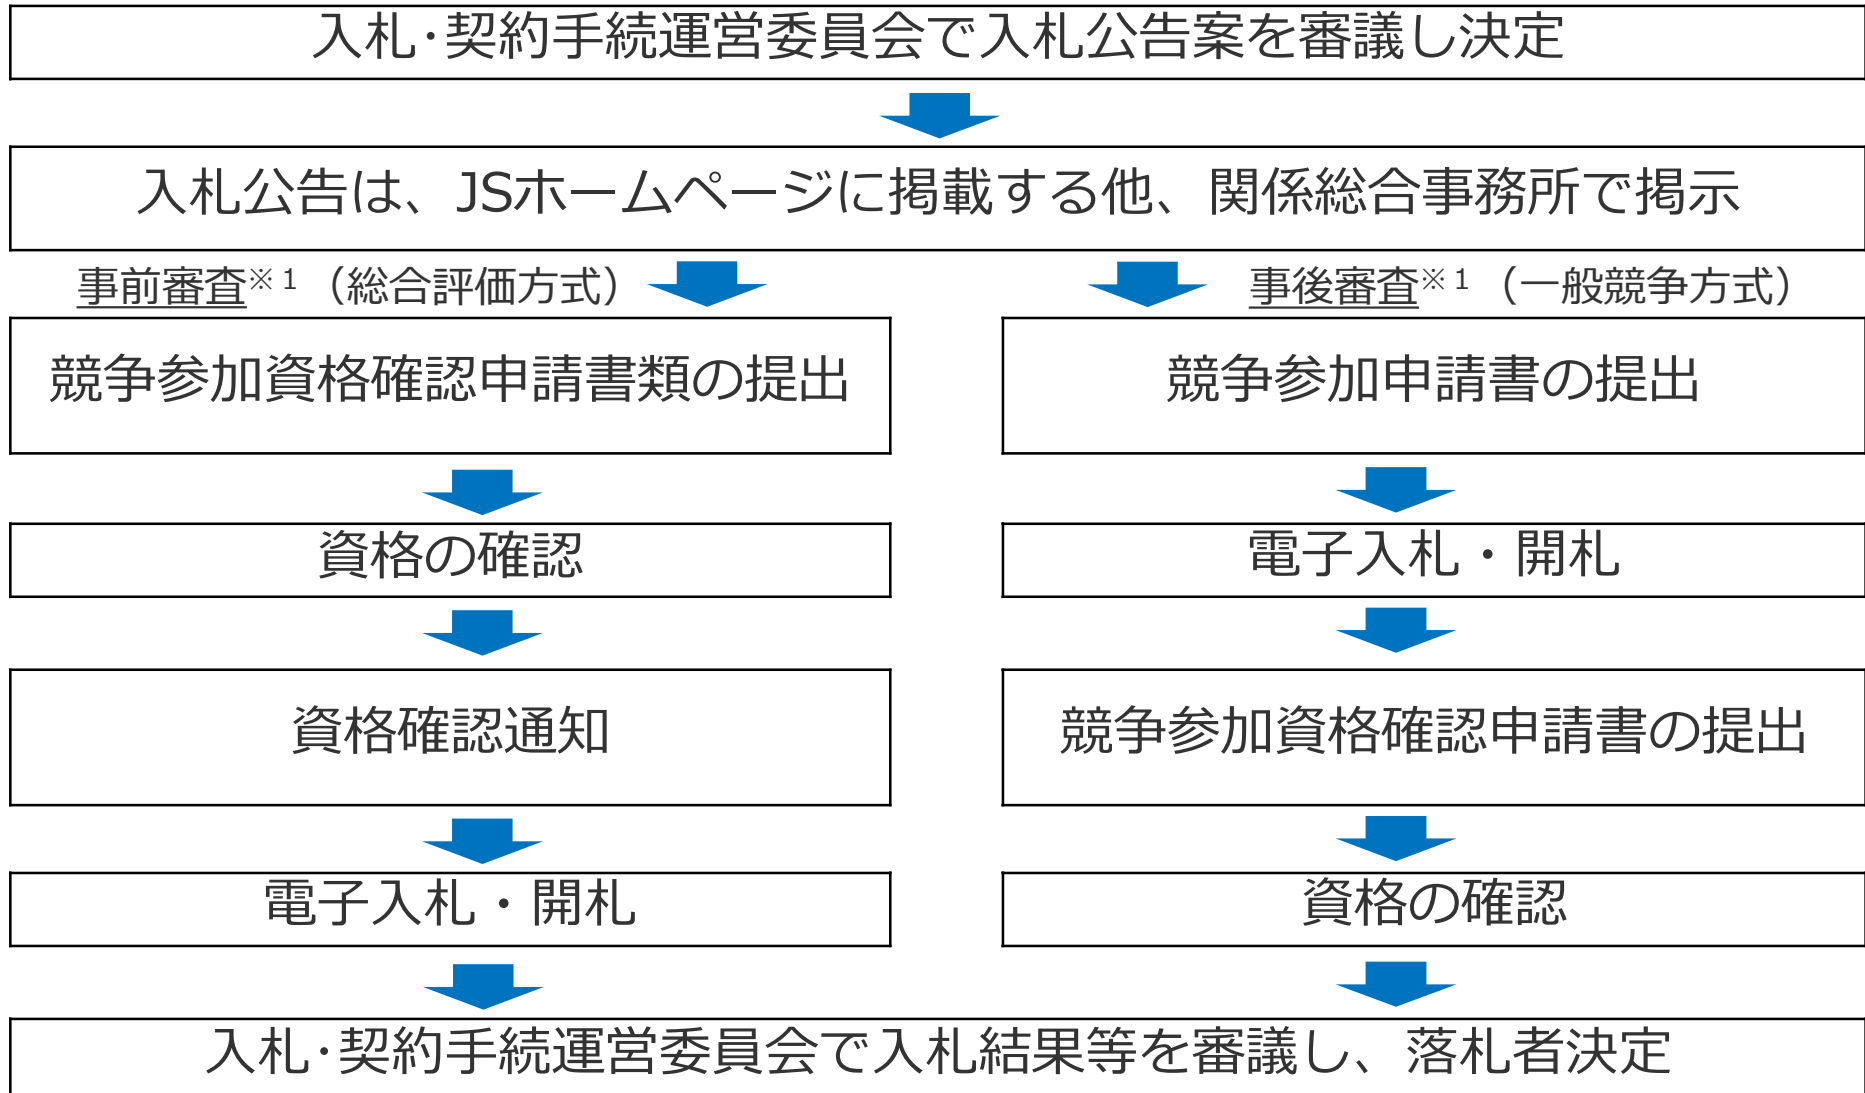 入札･契約手続運営委員会で入札公告案を審議し決定
入札公告は、JSホームページに掲載する他、関係総合事務所で掲示
事前審査※１（総合評価方式）
事後審査※１（一般競争方式）
競争参加資格確認申請書類の提出
競争参加申請書の提出
資格の確認
電子入札・開札
資格確認通知
競争参加資格確認申請書の提出
電子入札・開札
資格の確認
入札･契約手続運営委員会で入札結果等を審議し、落札者決定